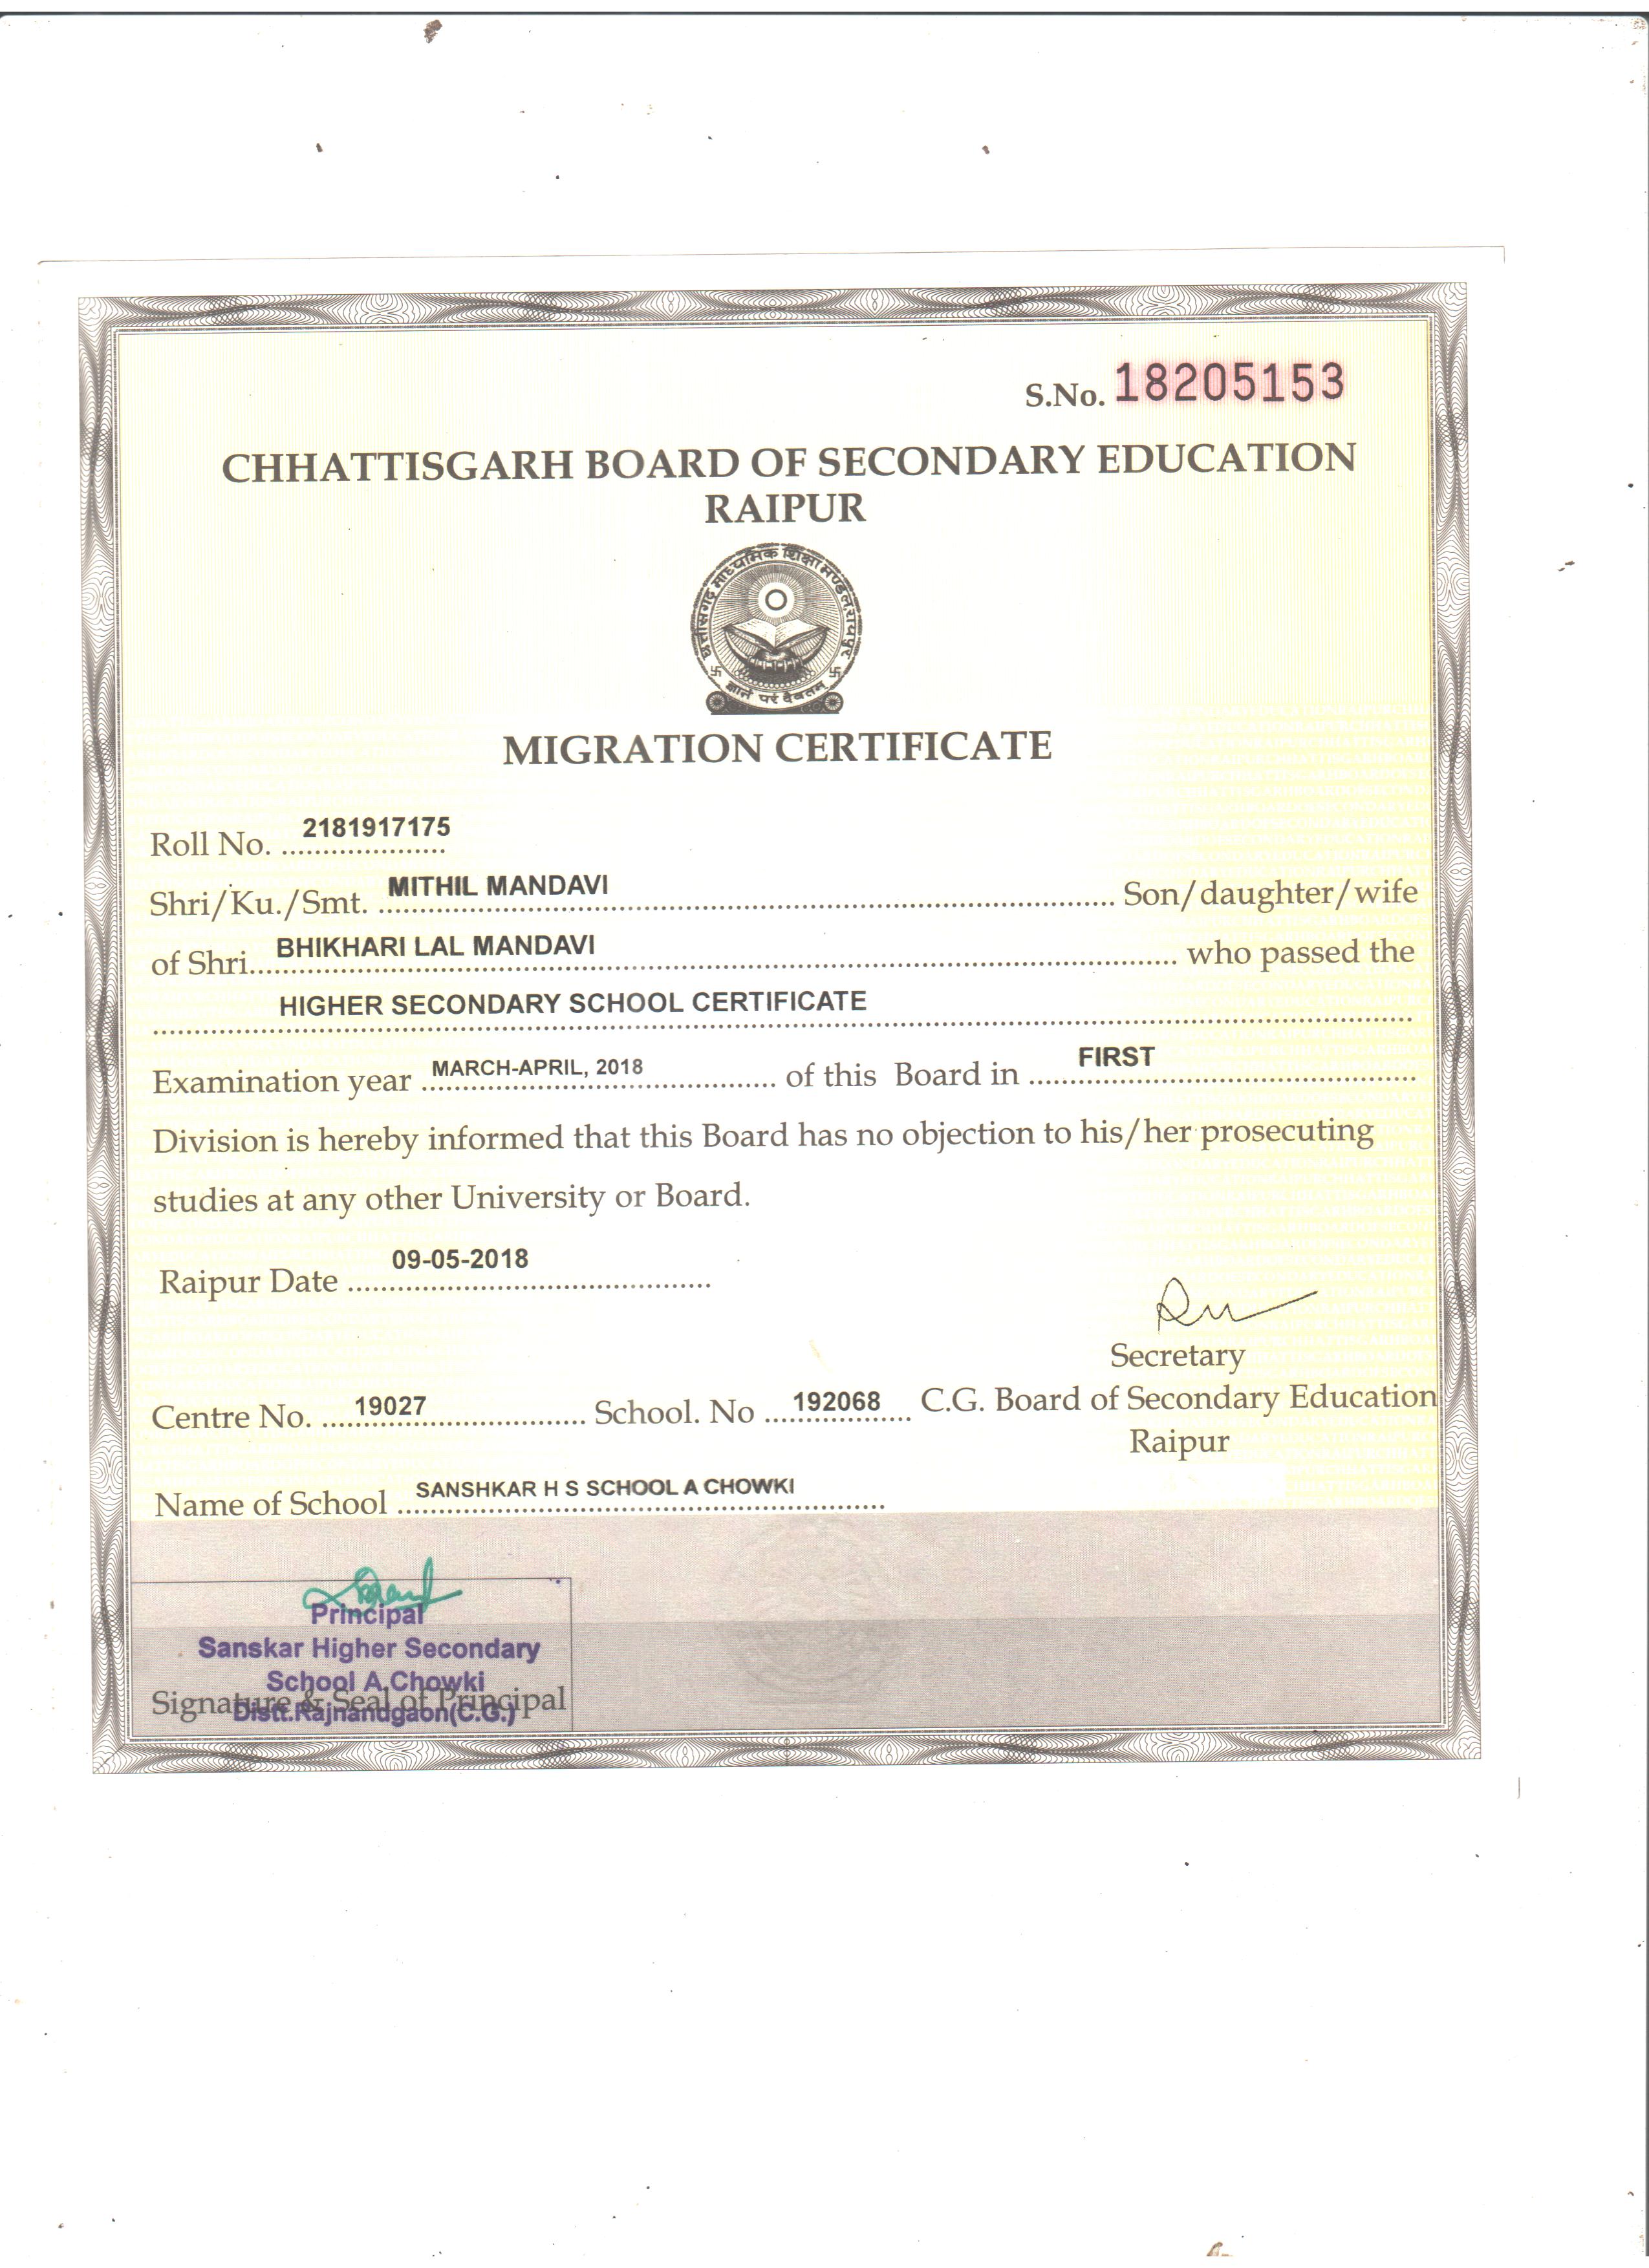 S.No. 18205153
CHHATTISGARH BOARD OF SECONDARY EDUCATION
RAIPUR
छत्तीसगढ़ माध्यमिक शिक्षा मण्डल, रायपुर
ज्ञानं परं दैवतम्
MIGRATION CERTIFICATE
Roll No. 2181917175
Shri/Ku./Smt. MITHIL MANDAVI Son/daughter/wife
of Shri BHIKHARI LAL MANDAVI who passed the
HIGHER SECONDARY SCHOOL CERTIFICATE
Examination year MARCH-APRIL, 2018 of this Board in FIRST
Division is hereby informed that this Board has no objection to his/her prosecuting
studies at any other University or Board.
Raipur Date 09-05-2018
Secretary
Centre No. 19027 School. No 192068 C.G. Board of Secondary Education
Raipur
Name of School SANSHKAR H S SCHOOL A CHOWKI
Principal
Sanskar Higher Secondary
School A.Chowki
Distt.Rajnandgaon(C.G.)
Signature & Seal of Principal